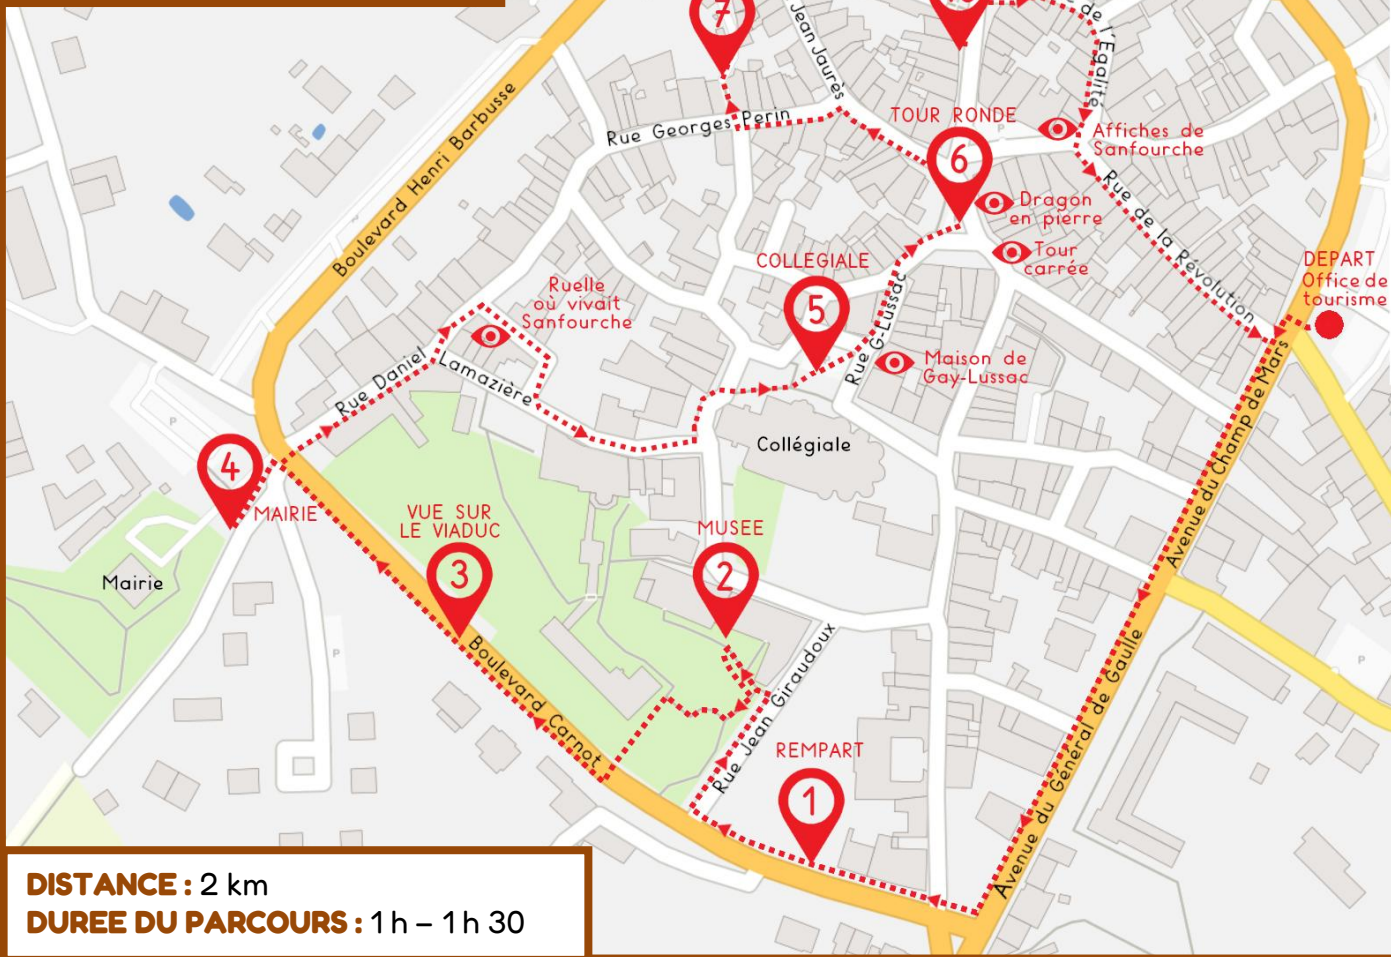 7
Jean Jaurès
de l'Egalité
Boulevard Henri Barbusse
Rue Georges Perin
TOUR RONDE
6
P
Affiches de
Sanfourche
Dragon
en pierre
Tour
carrée
Rue de la Révolution
DEPART
Office de
tourisme
COLLEGIALE
5
Ruelle
où vivait
Sanfourche
Rue G-Lussac
Maison de
Gay-Lussac
Rue Daniel
Lamazière
Avenue du Champ de Mars
P
4
MAIRIE
Collégiale
VUE SUR
LE VIADUC
3
MUSEE
2
Mairie
P
P
Boulevard Carnot
Rue Jean Giraudoux
Avenue du Général de Gaulle
REMPART
1
DISTANCE : 2 km
DUREE DU PARCOURS : 1 h – 1 h 30